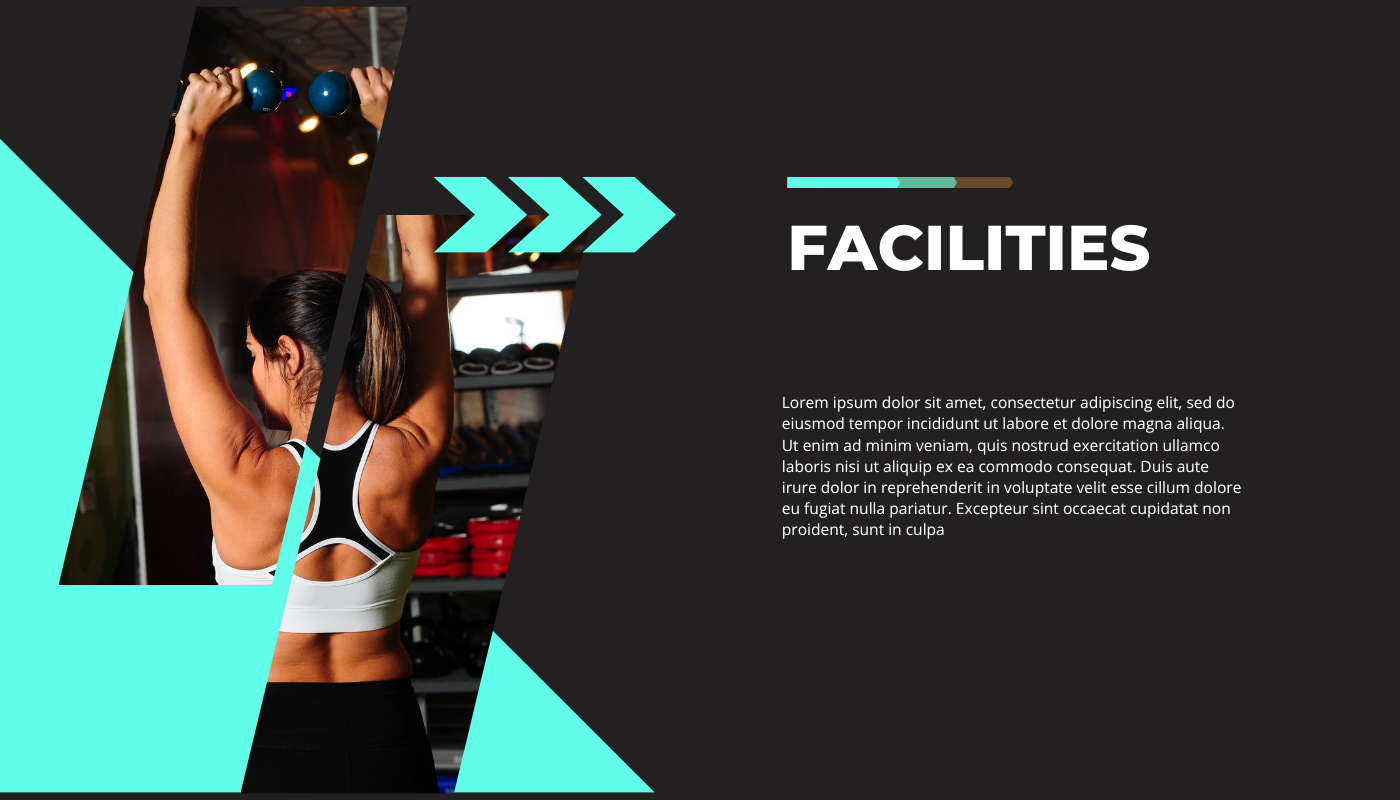 FACILITIES
Lorem ipsum dolor sit amet, consectetur adipiscing elit, sed do
eiusmod tempor incididunt ut labore et dolore magna aliqua.
Ut enim ad minim veniam, quis nostrud exercitation ullamco
laboris nisi ut aliquip ex ea commodo consequat. Duis aute
irure dolor in reprehenderit in voluptate velit esse cillum dolore
eu fugiat nulla pariatur. Excepteur sint occaecat cupidatat non
proident, sunt in culpa